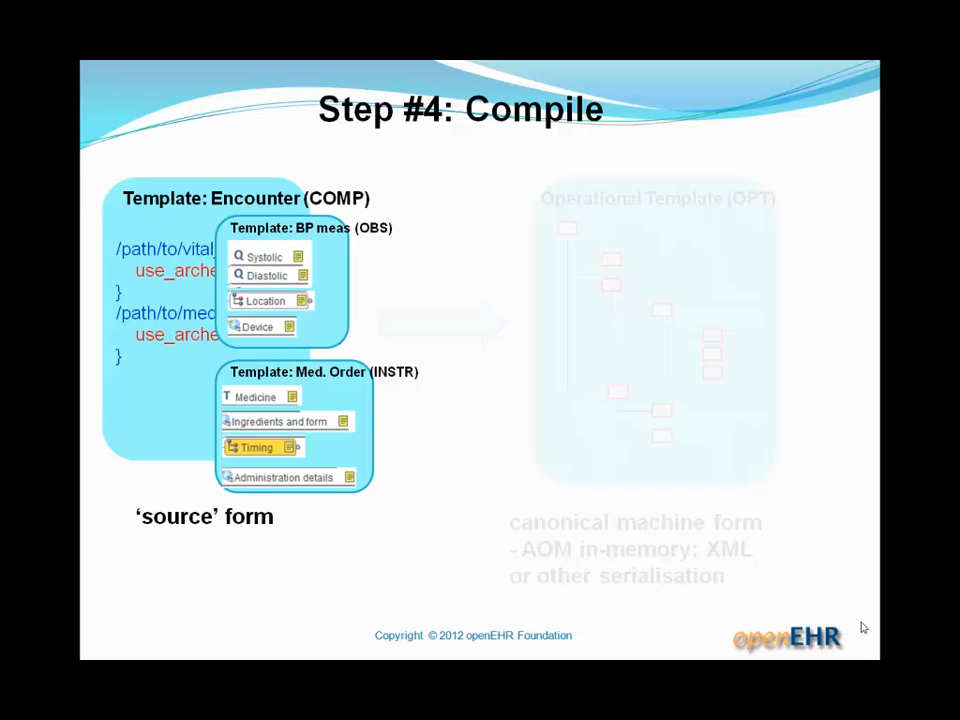 Step #4: Compile
Template: Encounter (COMP)
Template: BP meas (OBS)
/path/to/vital
use_arche
}
/path/to/med
use_arche
}
Systolic
Diastolic
Location
Device
Template: Med. Order (INSTR)
T Medicine
Ingredients and form
Timing
Administration details
'source' form
Operational Template (OPT)
canonical machine form
- AOM in-memory; XML
or other serialisation
Copyright © 2012 openEHR Foundation
openEHR